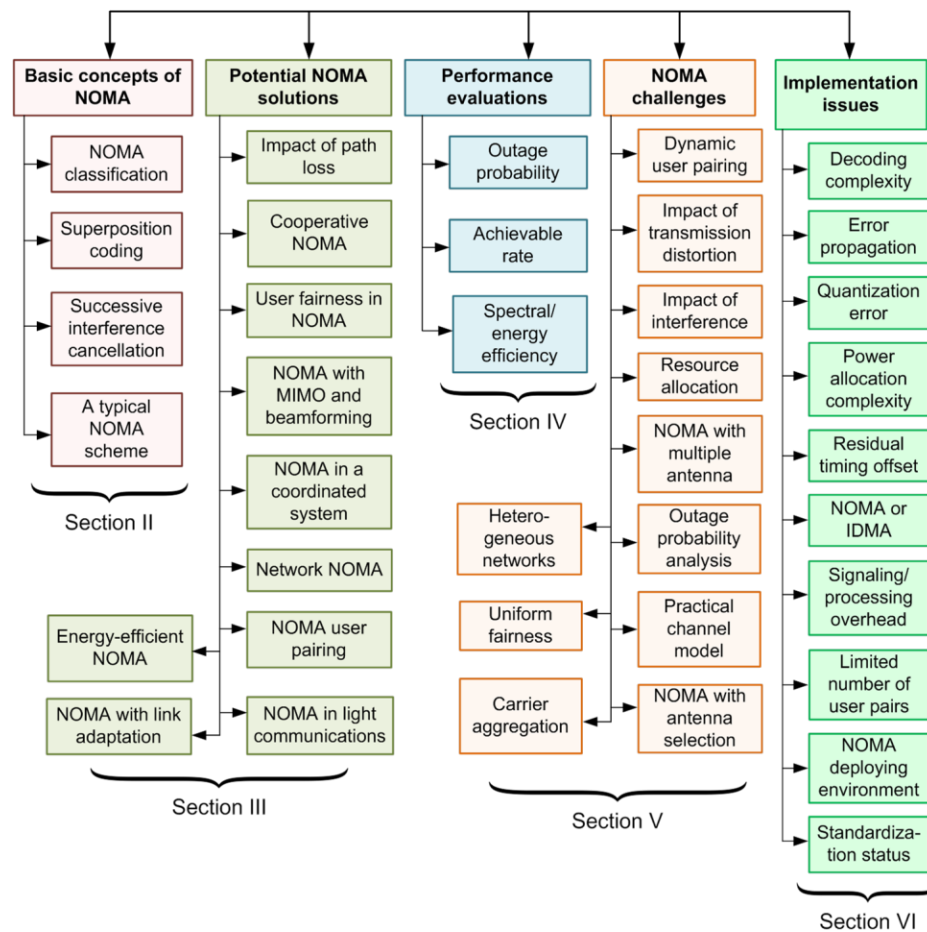 Basic concepts of
NOMA
NOMA
classification
Superposition
coding
Successive
interference
cancellation
A typical
NOMA
scheme
Section II
Potential NOMA
solutions
Impact of path
loss
Cooperative
NOMA
User fairness in
NOMA
NOMA with
MIMO and
beamforming
NOMA in a
coordinated
system
Network NOMA
Energy-efficient
NOMA
NOMA user
pairing
NOMA with link
adaptation
NOMA in light
communications
Section III
Performance
evaluations
Outage
probability
Achievable
rate
Spectral/
energy
efficiency
Section IV
NOMA
challenges
Dynamic
user pairing
Impact of
transmission
distortion
Impact of
interference
Resource
allocation
NOMA with
multiple
antenna
Hetero-
geneous
networks
Outage
probability
analysis
Uniform
fairness
Practical
channel
model
Carrier
aggregation
NOMA with
antenna
selection
Section V
Implementation
issues
Decoding
complexity
Error
propagation
Quantization
error
Power
allocation
complexity
Residual
timing offset
NOMA or
IDMA
Signaling/
processing
overhead
Limited
number of
user pairs
NOMA
deploying
environment
Standardiza-
tion status
Section VI